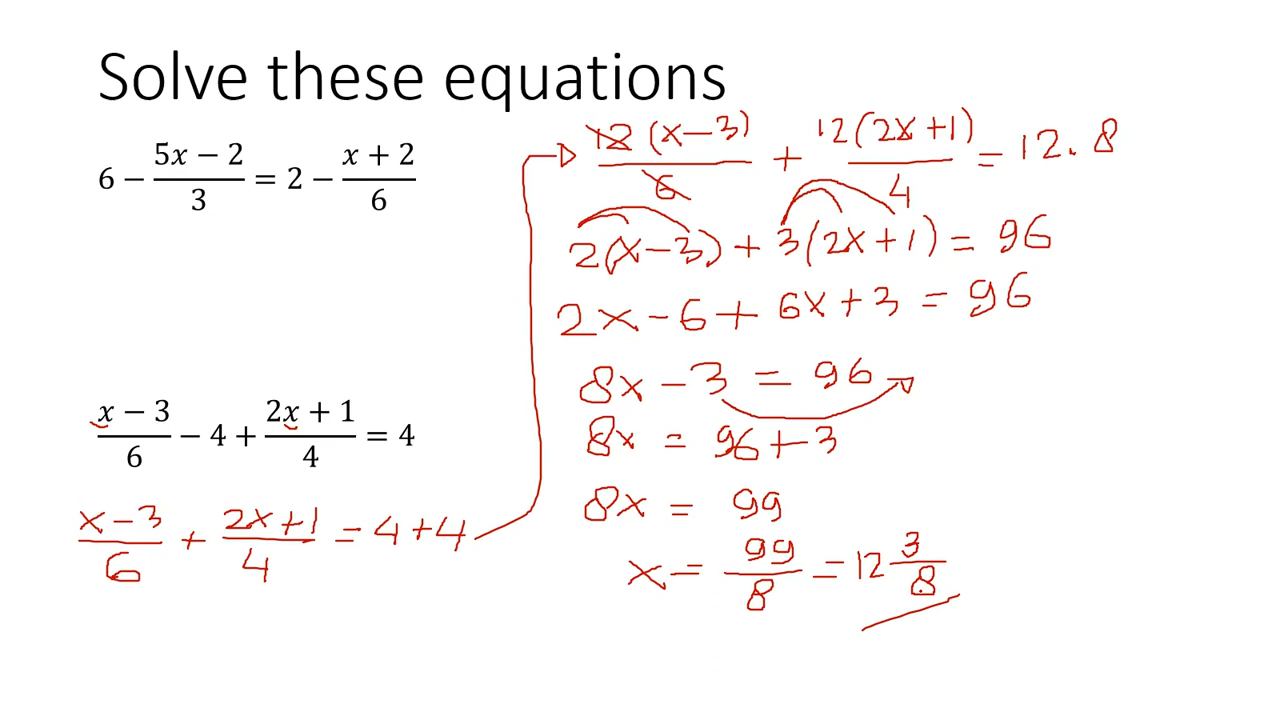 Solve these equations
6 − (5x − 2)/3 = 2 − (x + 2)/6
(x − 3)/6 − 4 + (2x + 1)/4 = 4
(x − 3)/6 + (2x + 1)/4 = 4 + 4
12(x − 3)/6 + 12(2x + 1)/4 = 12 . 8
2(x − 3) + 3(2x + 1) = 96
2x − 6 + 6x + 3 = 96
8x − 3 = 96
8x = 96 + 3
8x = 99
x = 99/8 = 12 3/8